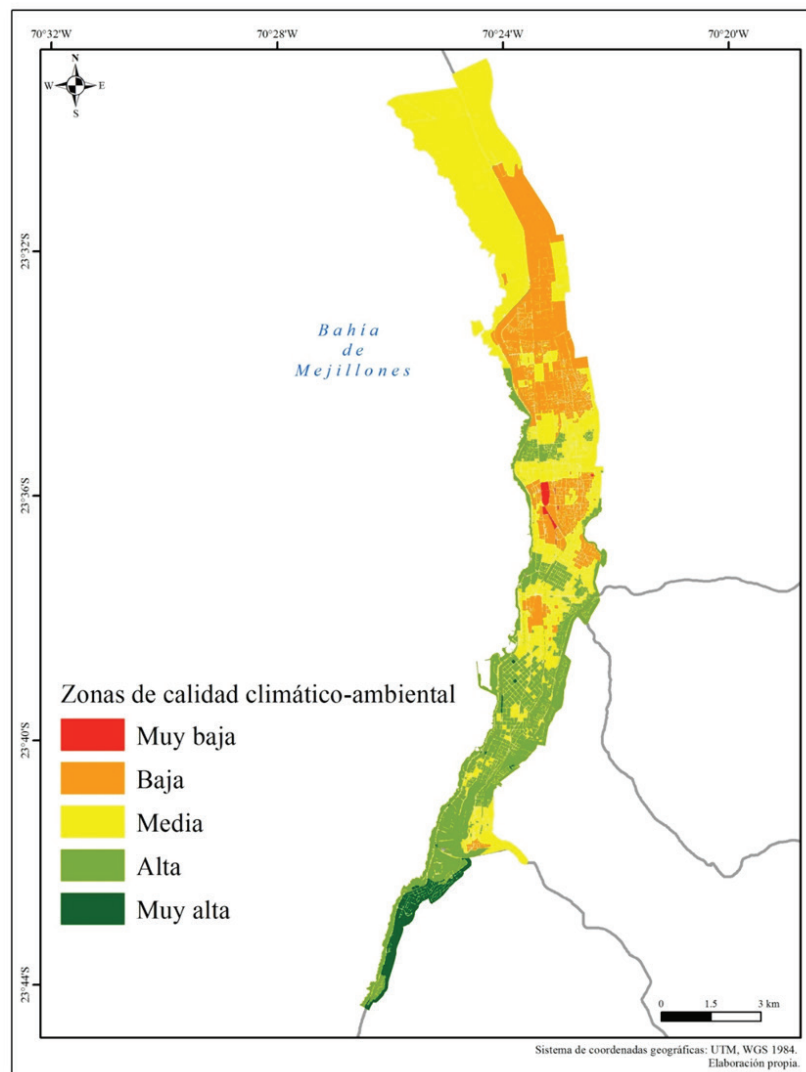 70°32'W 70°28'W 70°24'W 70°20'W
N
W E
S
23°32'S
Bahía
de
Mejillones
23°36'S
Zonas de calidad climático-ambiental
Muy baja
23°40'S
Baja
Media
Alta
Muy alta
23°44'S
0 1.5 3 km
Sistema de coordenadas geográficas: UTM, WGS 1984.
Elaboración propia.